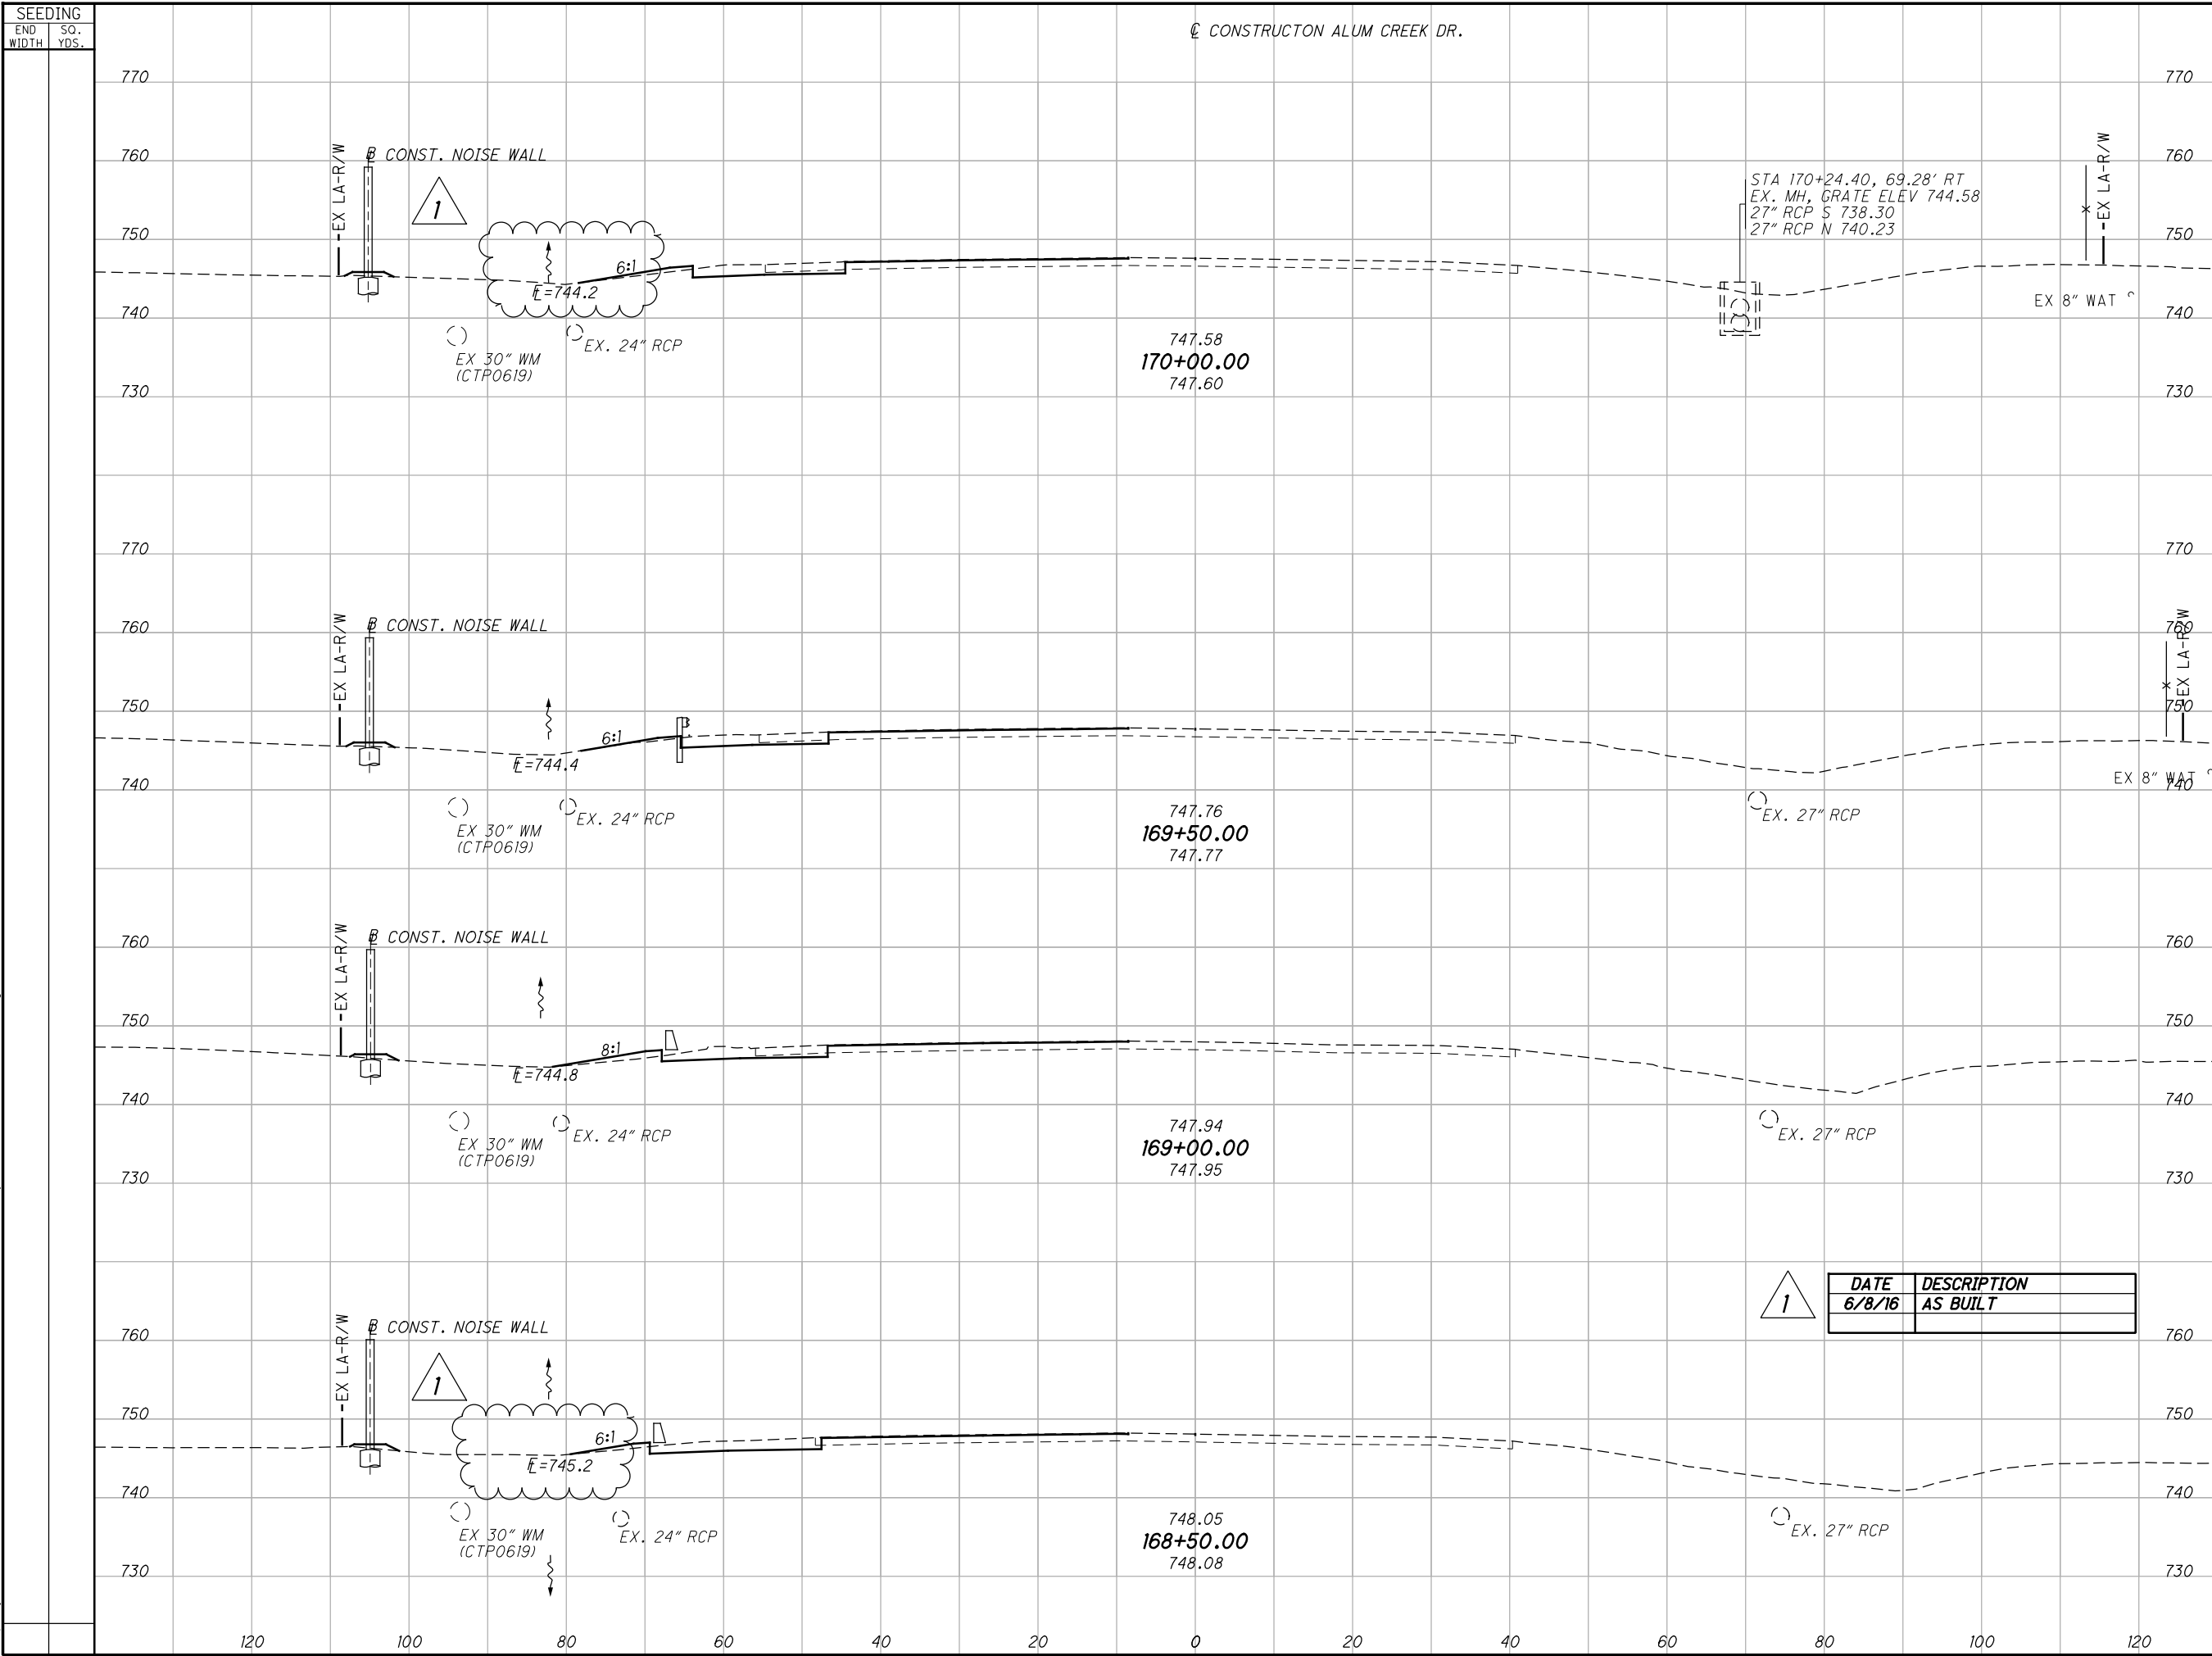 SEEDING
END WIDTH
SQ. YDS.
℄ CONSTRUCTON ALUM CREEK DR.
770
770
760
760
EX LA-R/W
CONST. NOISE WALL
1
STA 170+24.40, 69.28' RT
EX. MH, GRATE ELEV 744.58
27" RCP S 738.30
27" RCP N 740.23
EX LA-R/W
750
750
6:1
=744.2
EX 8" WAT
740
740
EX 30" WM
(CTP0619)
EX. 24" RCP
747.58
170+00.00
747.60
730
730
770
770
760
760
EX LA-R/W
CONST. NOISE WALL
EX LA-R/W
750
750
6:1
=744.4
EX 8" WAT
740
740
EX 30" WM
(CTP0619)
EX. 24" RCP
747.76
169+50.00
747.77
EX. 27" RCP
760
760
EX LA-R/W
CONST. NOISE WALL
750
750
8:1
=744.8
740
740
EX 30" WM
(CTP0619)
EX. 24" RCP
747.94
169+00.00
747.95
EX. 27" RCP
730
730
1
DATE DESCRIPTION
6/8/16 AS BUILT
760
760
EX LA-R/W
CONST. NOISE WALL
1
750
750
6:1
=745.2
740
740
EX 30" WM
(CTP0619)
EX. 24" RCP
748.05
168+50.00
748.08
EX. 27" RCP
730
730
120 100 80 60 40 20 0 20 40 60 80 100 120